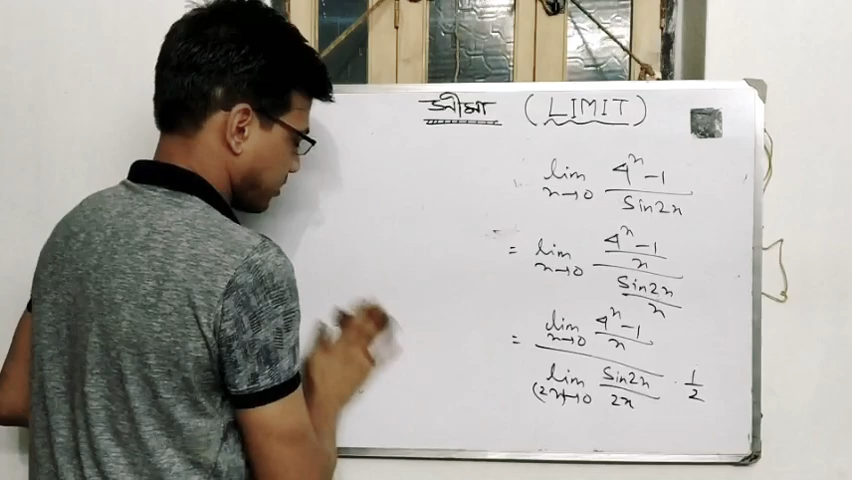 সীমা (LIMIT)
lim x→0 4^x - 1 / Sin2x
= lim x→0 (4^x - 1 / x) / (Sin2x / x)
= lim x→0 4^x - 1 / x
/ lim (2x)→0 Sin2x / 2x · 1/2